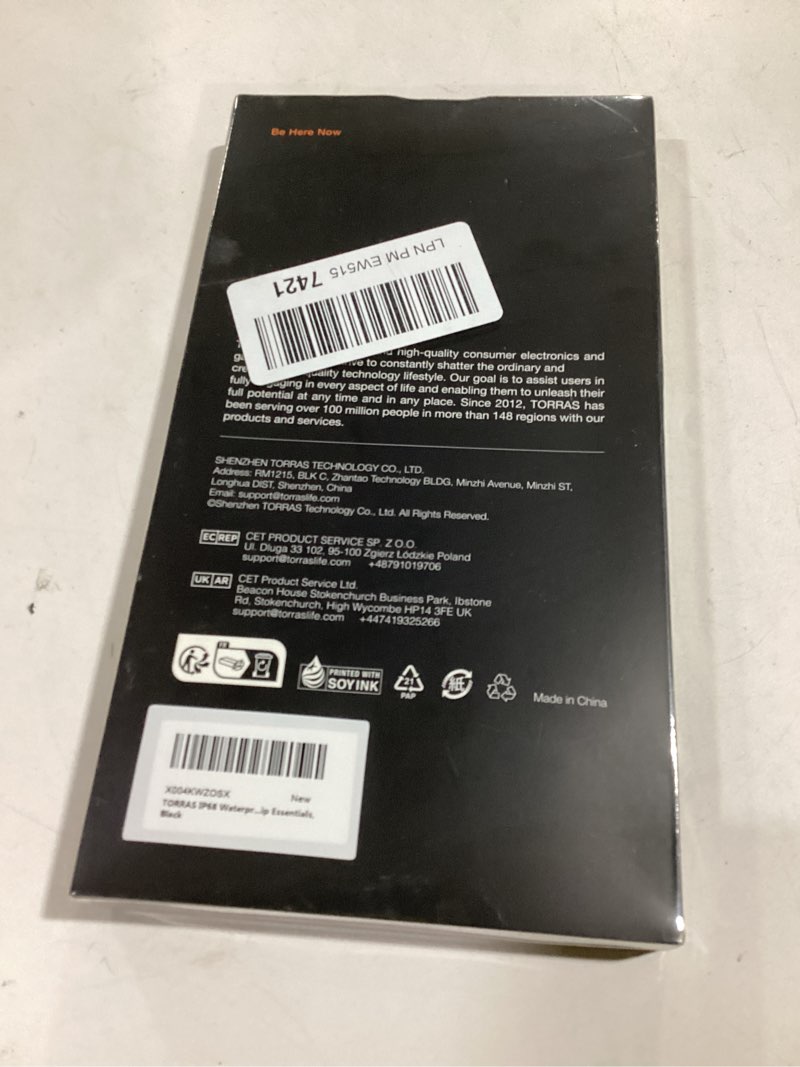 Be Here Now
LPN PM EW515 7421
high-quality consumer electronics and
to constantly shatter the ordinary and
technology lifestyle. Our goal is to assist users in
fully in every aspect of life and enabling them to unleash their
full potential at any time and in any place. Since 2012, TORRAS has
been serving over 100 million people in more than 148 regions with our
products and services.
SHENZHEN TORRAS TECHNOLOGY CO., LTD.
Address: RM1215, BLK C, Zhantao Technology BLDG, Minzhi Avenue, Minzhi ST,
Longhua DIST, Shenzhen, China
Email: support@torraslife.com
©Shenzhen TORRAS Technology Co., Ltd. All Rights Reserved.
EC REP CET PRODUCT SERVICE SP. Z O.O.
Ul. Dluga 33 102, 95-100 Zgierz Lódzkie Poland
support@torraslife.com +48791019706
UK AR CET Product Service Ltd.
Beacon House Stokenchurch Business Park, Ibstone
Rd, Stokenchurch, High Wycombe HP14 3FE UK
support@torraslife.com +447419325266
FR
PRINTED WITH
SOY INK
21
PAP
紙
Made in China
X004KWZOSX New
TORRAS IP68 Waterpr...ip Essentials,
Black